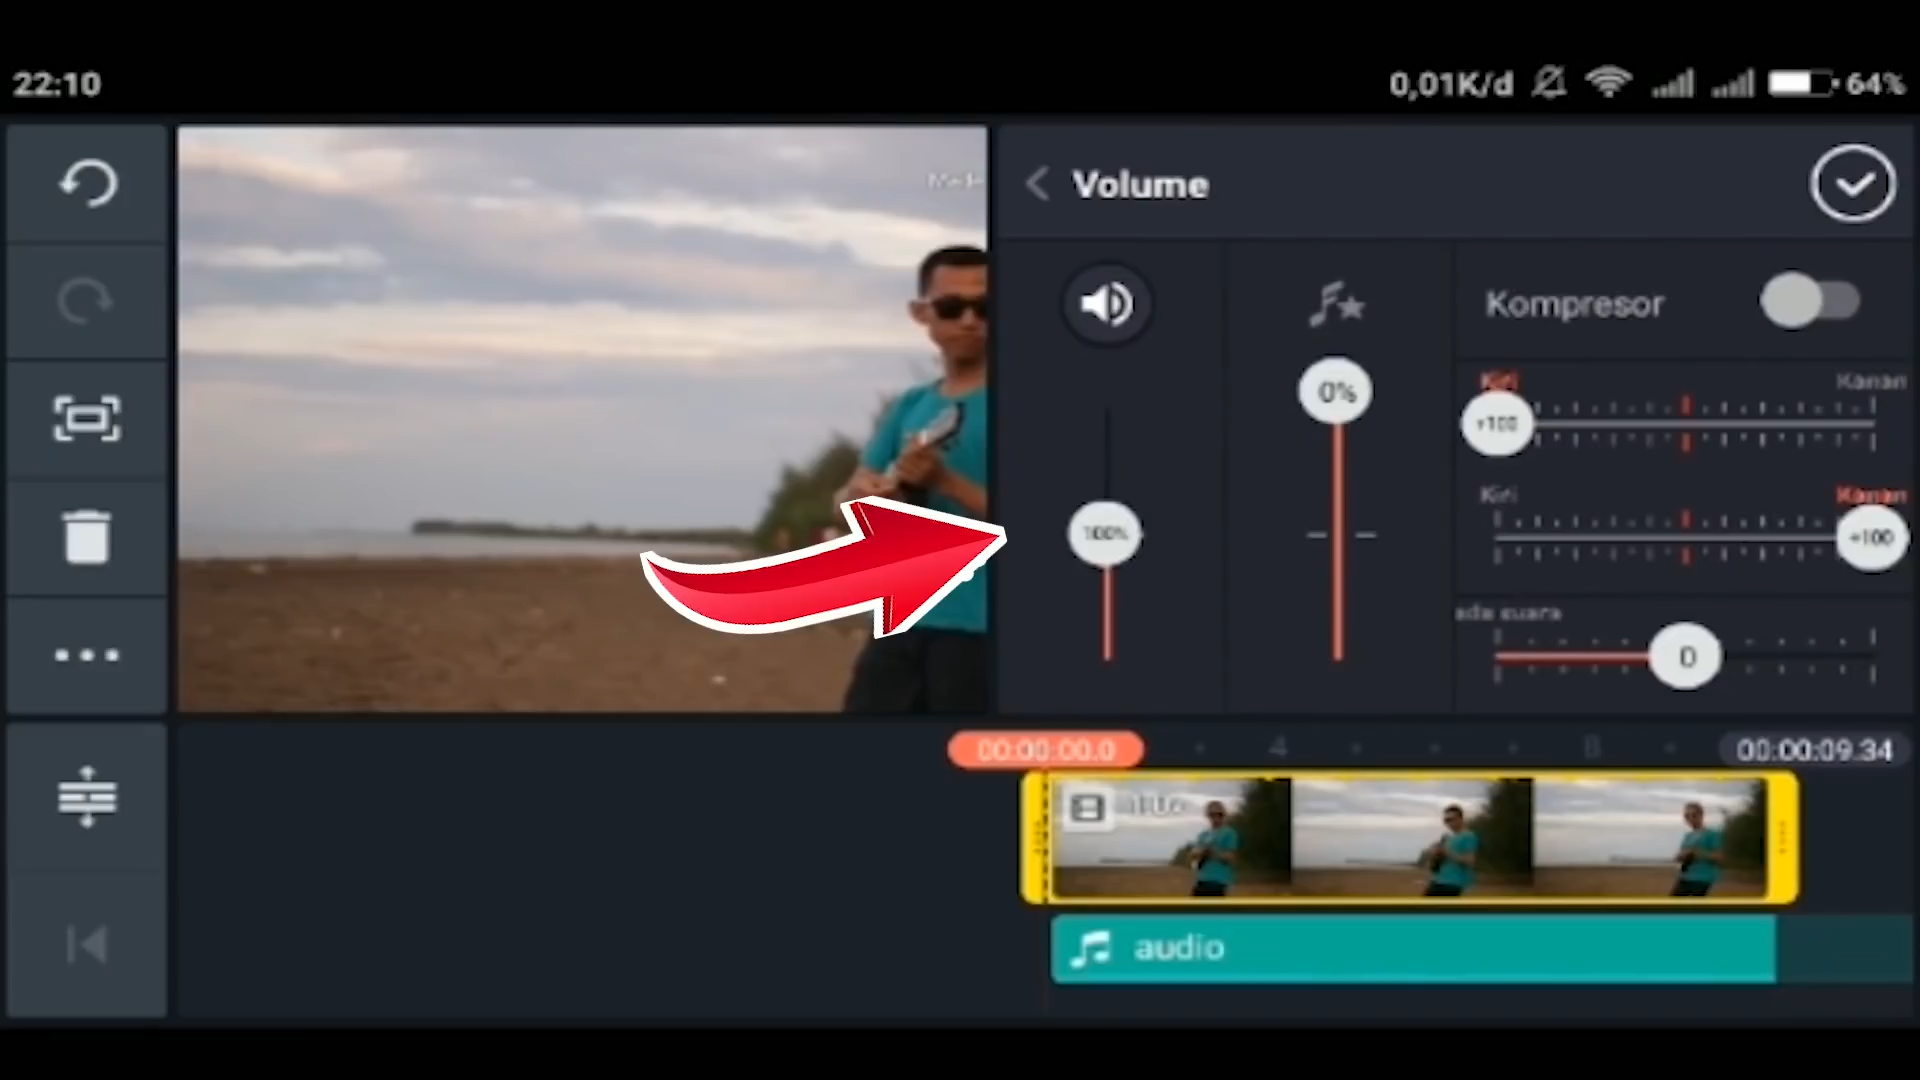 22:10
0,01K/d 64%
Volume
Kompresor
0%
Kiri Kanan
+100
100%
Kiri Kanan
+100
ada suara
0
00:00:00.0 4 8 00:00:09.34
audio